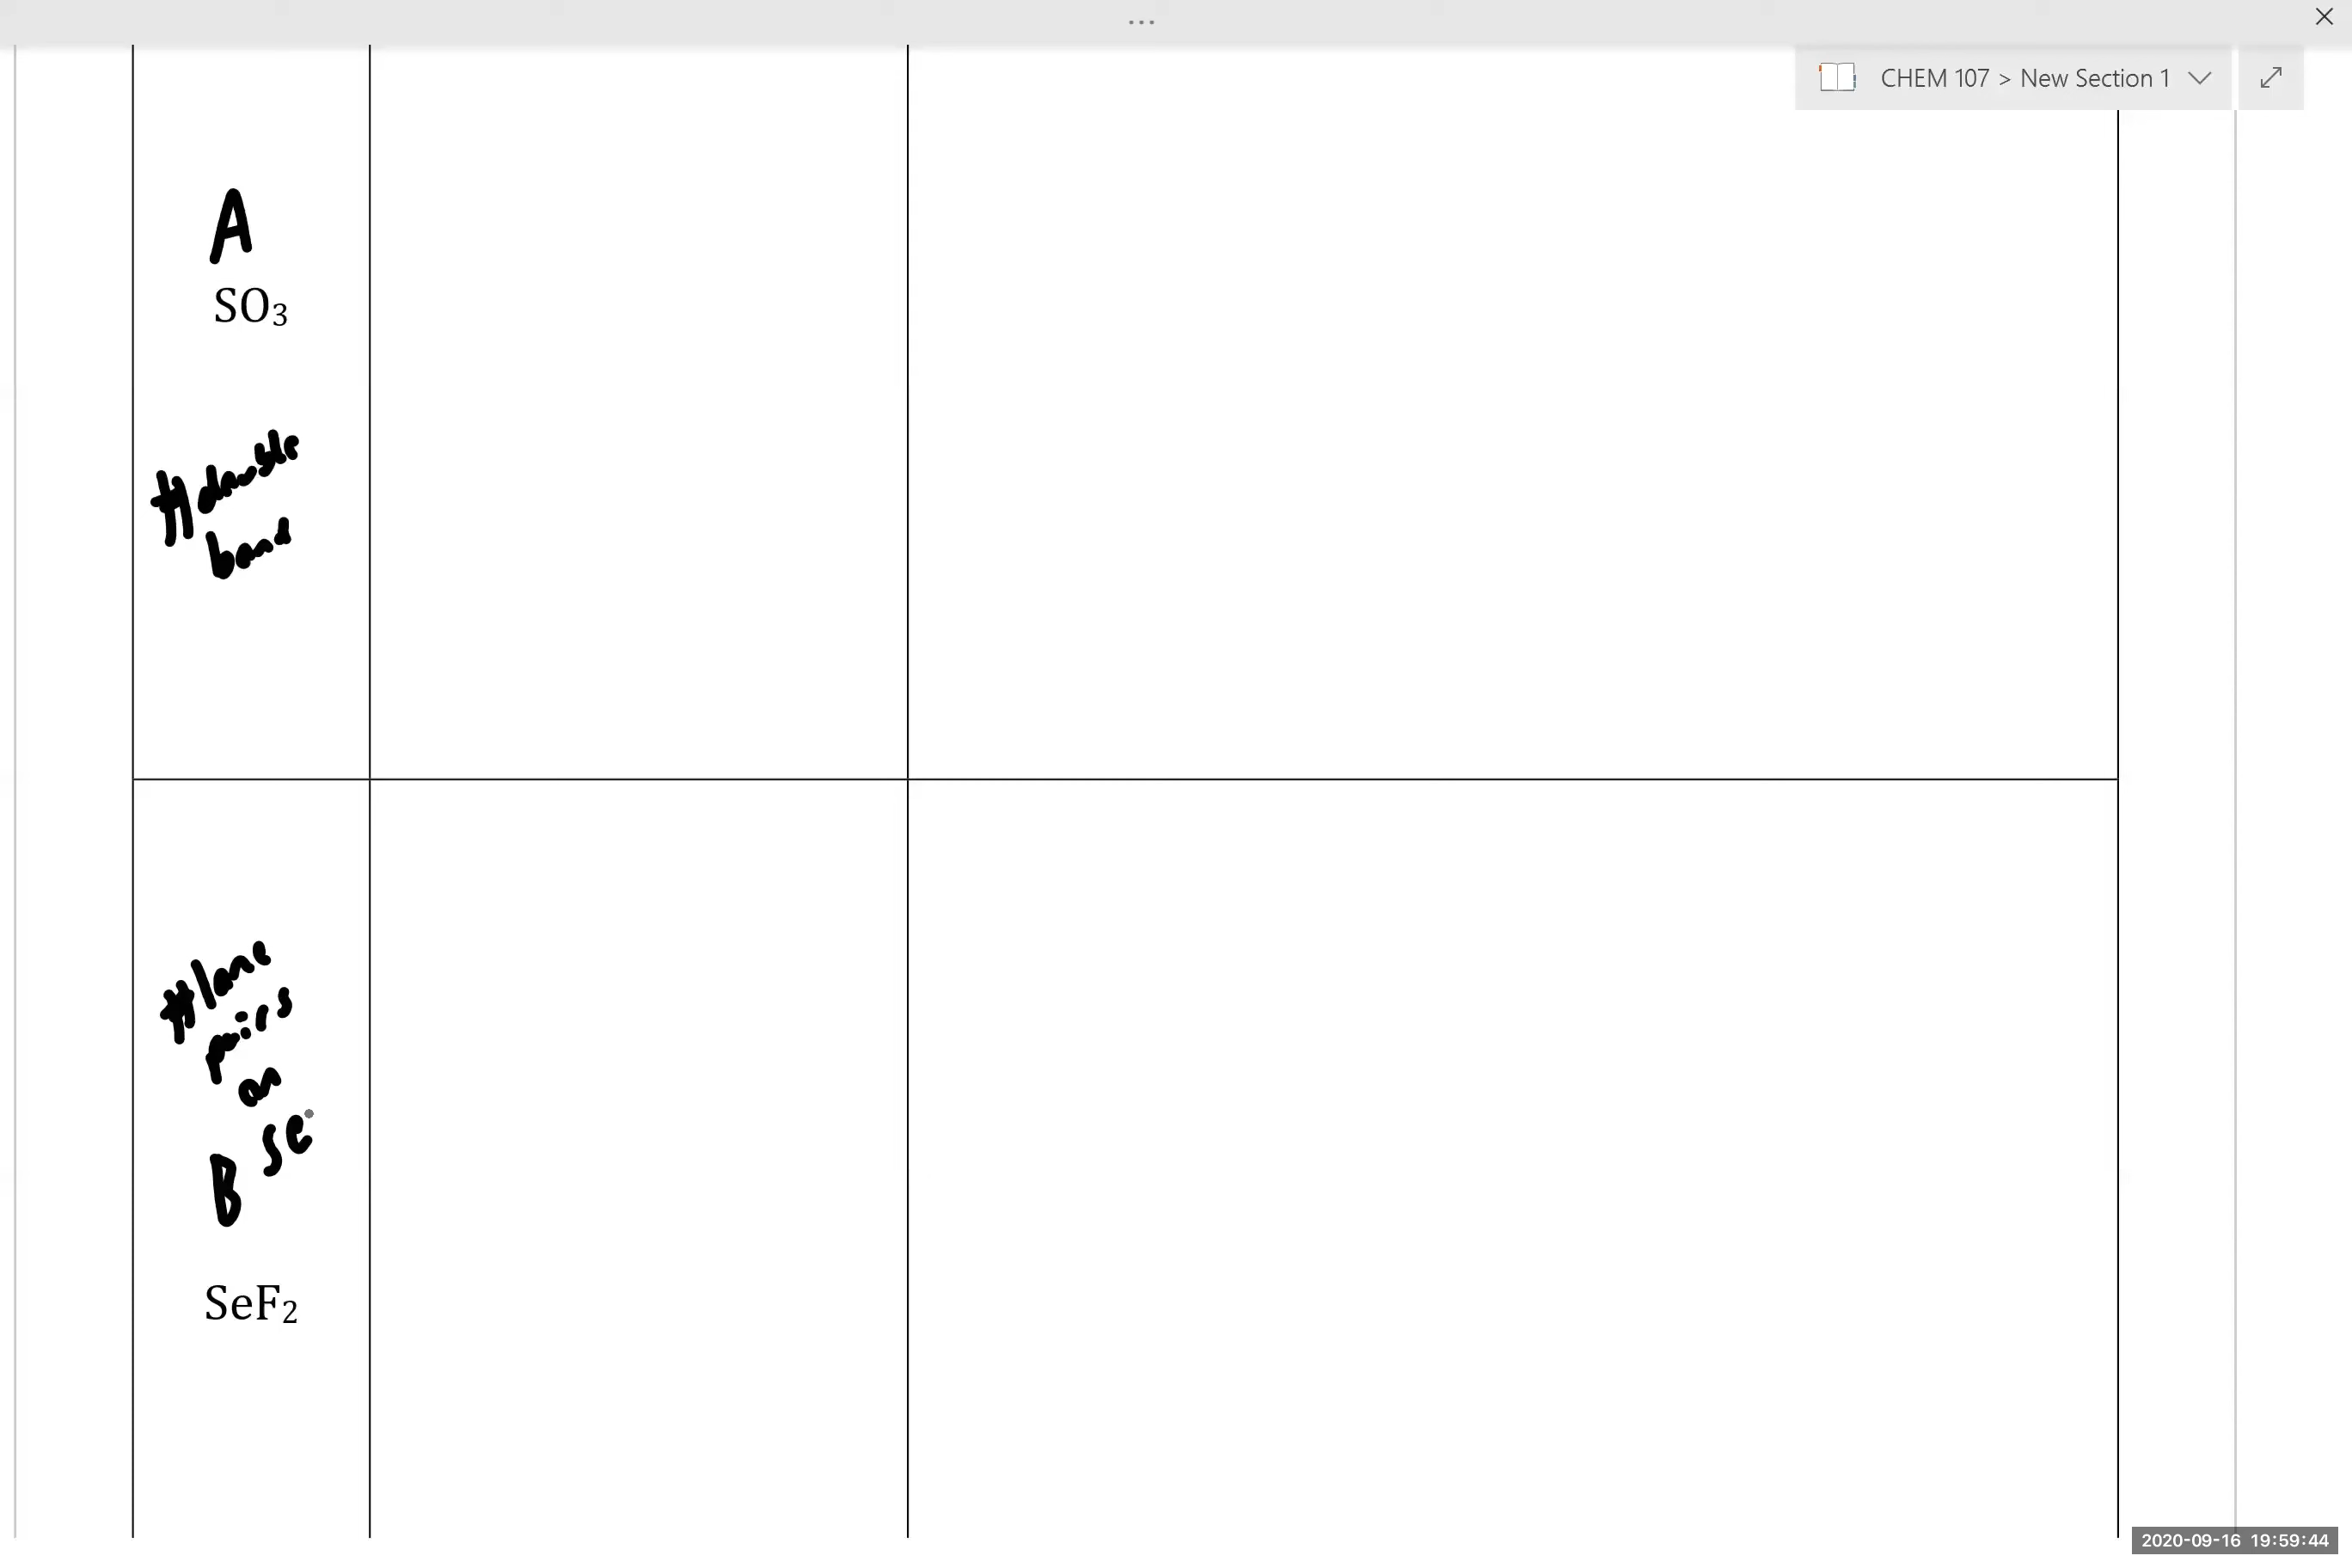 CHEM 107 > New Section 1
A
SO₃
# double
bond
# lone
pairs
on
Se
B
SeF₂
2020-09-16 19:59:44